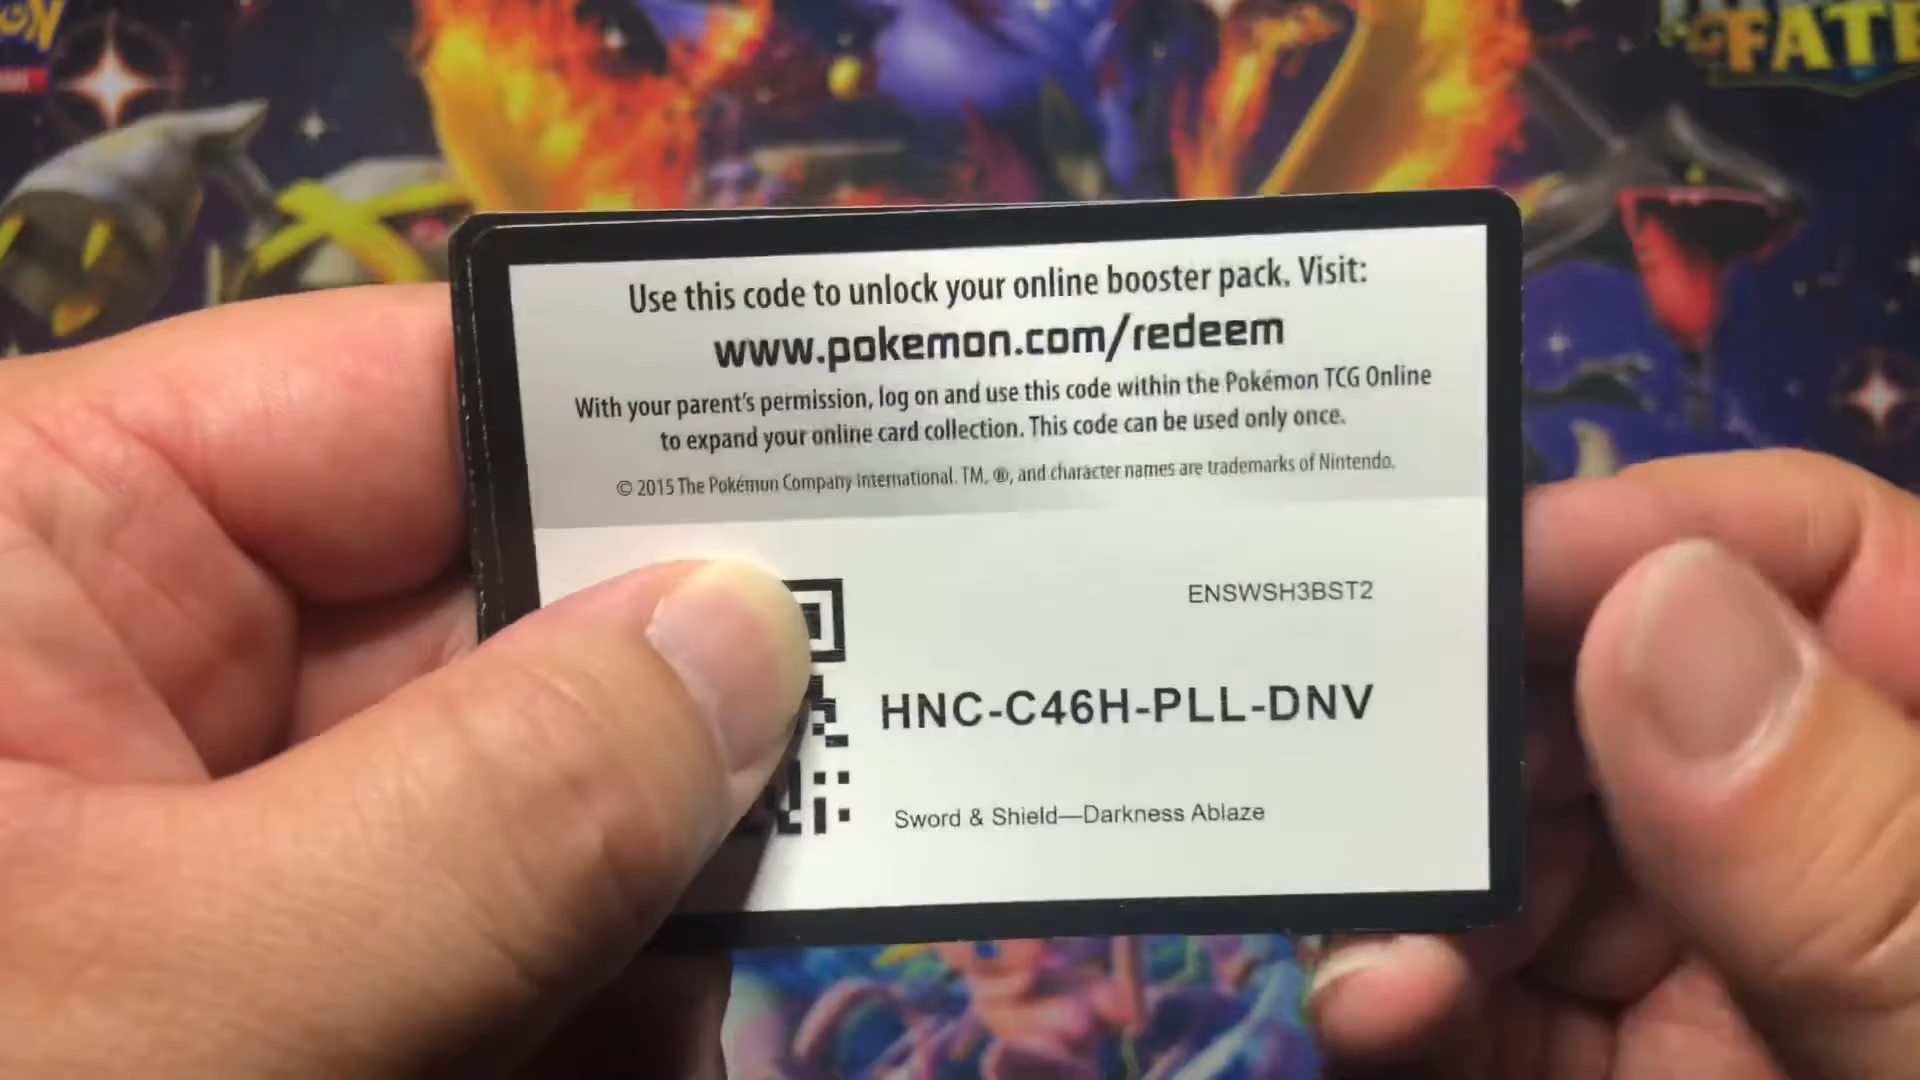 FATE
Use this code to unlock your online booster pack. Visit:
www.pokemon.com/redeem
With your parent's permission, log on and use this code within the Pokémon TCG Online
to expand your online card collection. This code can be used only once.
© 2015 The Pokémon Company International. TM, ®, and character names are trademarks of Nintendo.
ENSWSH3BST2
HNC-C46H-PLL-DNV
Sword & Shield—Darkness Ablaze